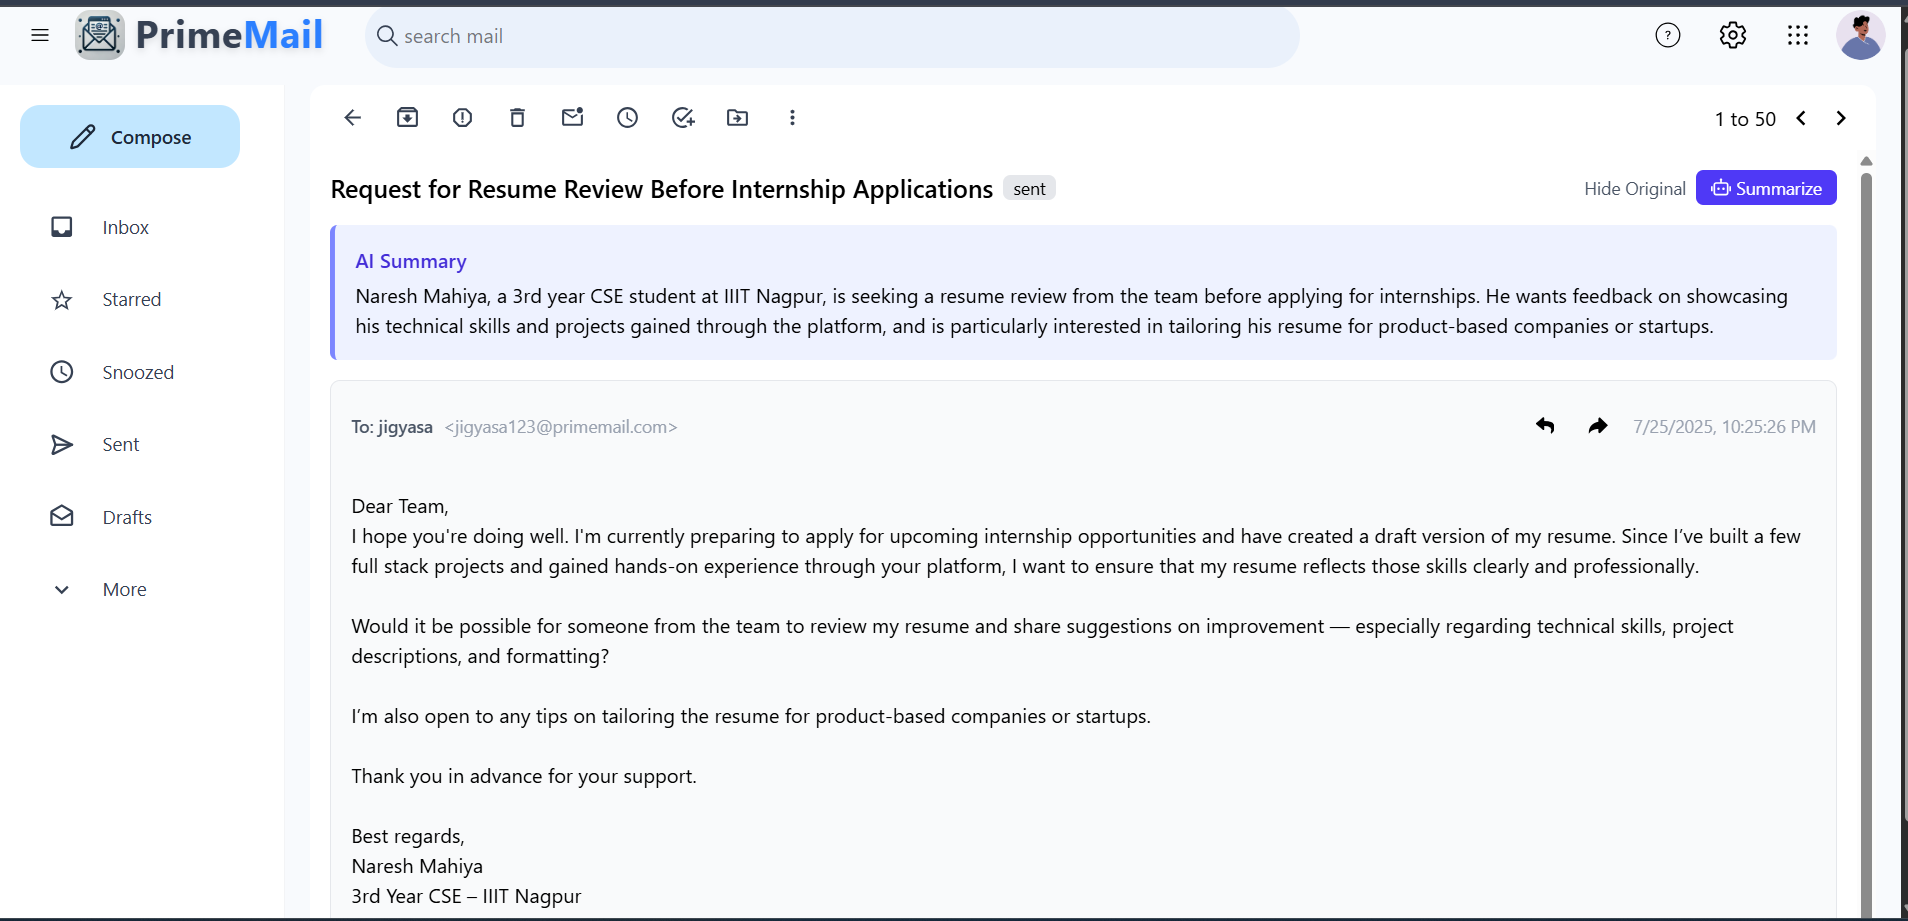 PrimeMail
search mail
?
Compose
1 to 50
Request for Resume Review Before Internship Applications sent
Hide Original
Summarize
Inbox
Starred
Snoozed
Sent
Drafts
More
AI Summary
Naresh Mahiya, a 3rd year CSE student at IIIT Nagpur, is seeking a resume review from the team before applying for internships. He wants feedback on showcasing
his technical skills and projects gained through the platform, and is particularly interested in tailoring his resume for product-based companies or startups.
To: jigyasa <jigyasa123@primemail.com>
7/25/2025, 10:25:26 PM
Dear Team,
I hope you're doing well. I'm currently preparing to apply for upcoming internship opportunities and have created a draft version of my resume. Since I’ve built a few
full stack projects and gained hands-on experience through your platform, I want to ensure that my resume reflects those skills clearly and professionally.
Would it be possible for someone from the team to review my resume and share suggestions on improvement — especially regarding technical skills, project
descriptions, and formatting?
I’m also open to any tips on tailoring the resume for product-based companies or startups.
Thank you in advance for your support.
Best regards,
Naresh Mahiya
3rd Year CSE – IIIT Nagpur